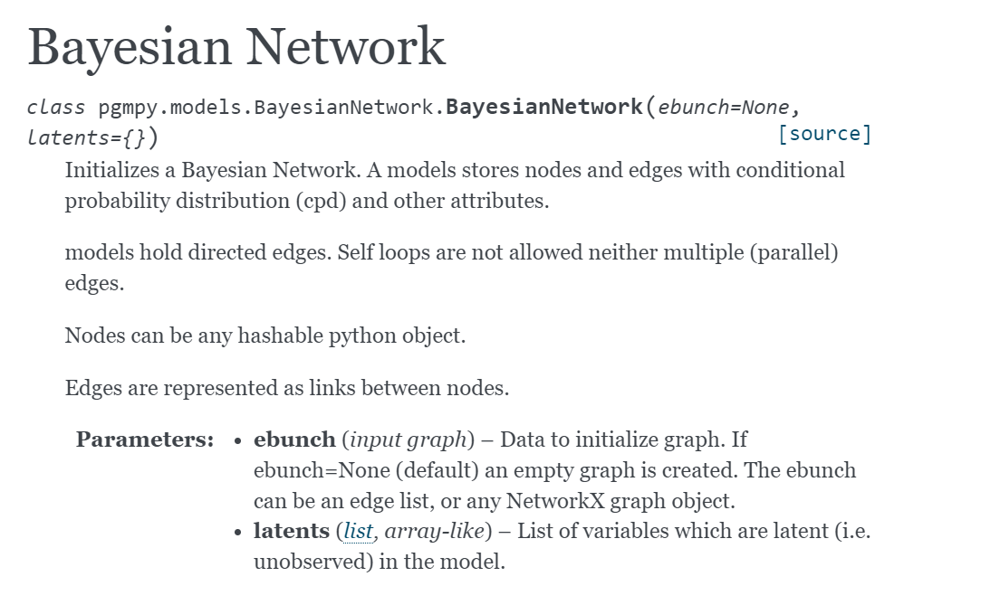 Bayesian Network
class pgmpy.models.BayesianNetwork.BayesianNetwork(ebunch=None,
latents={})
[source]
Initializes a Bayesian Network. A models stores nodes and edges with conditional
probability distribution (cpd) and other attributes.
models hold directed edges. Self loops are not allowed neither multiple (parallel)
edges.
Nodes can be any hashable python object.
Edges are represented as links between nodes.
Parameters: • ebunch (input graph) – Data to initialize graph. If
ebunch=None (default) an empty graph is created. The ebunch
can be an edge list, or any NetworkX graph object.
• latents (list, array-like) – List of variables which are latent (i.e.
unobserved) in the model.